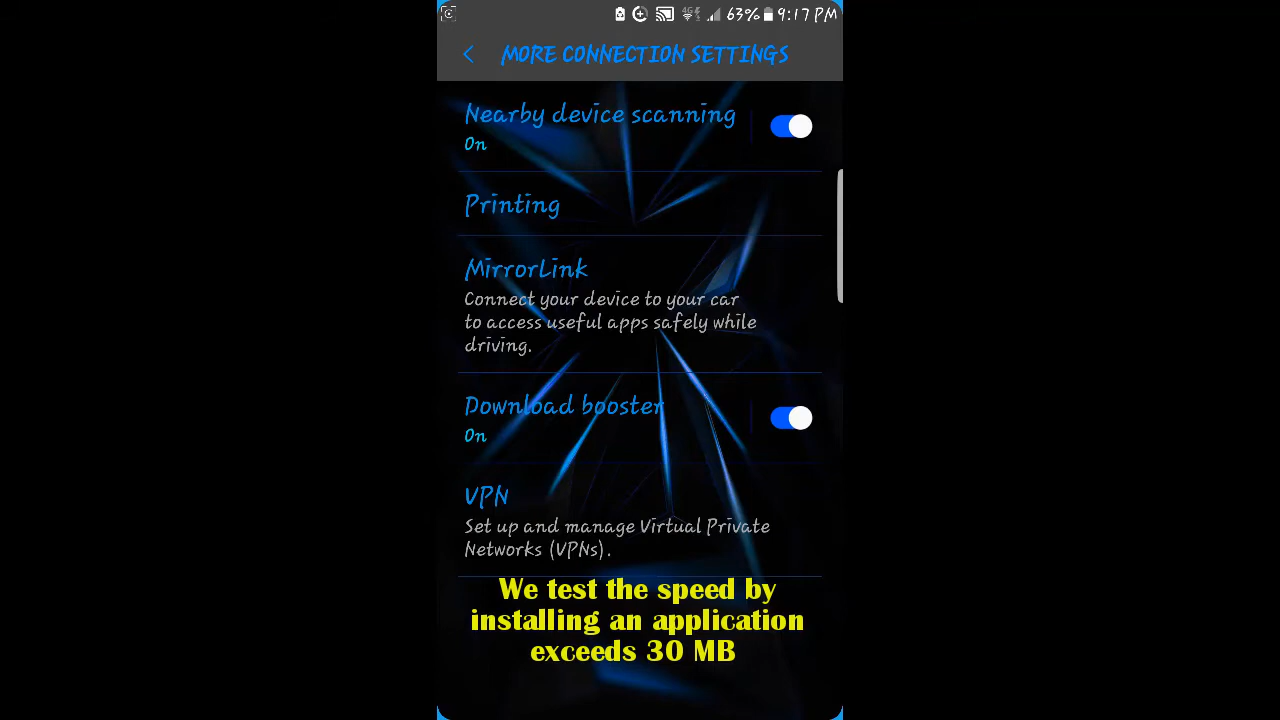 4G 63% 9:17 PM
MORE CONNECTION SETTINGS
Nearby device scanning
On
Printing
MirrorLink
Connect your device to your car
to access useful apps safely while
driving.
Download booster
On
VPN
Set up and manage Virtual Private
Networks (VPNs).
We test the speed by
installing an application
exceeds 30 MB